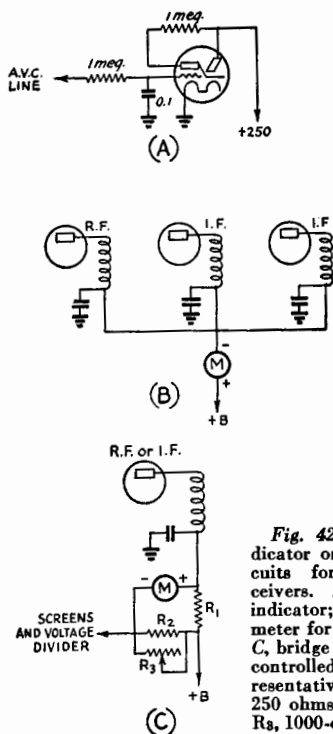 1 meg.
1 meg.
A.V.C.
LINE
0.1
+250
(A)
R.F.
I.F.
I.F
-
M
+
+B
(B)
R.F. or I.F.
- M +
R1
SCREENS
AND VOLTAGE
DIVIDER
R2
R3
+B
(C)
Fig. 42
dicator or
cuits for
ceivers.
indicator;
meter for
C, bridge
controlled
resentative
250 ohms
R3, 1000-